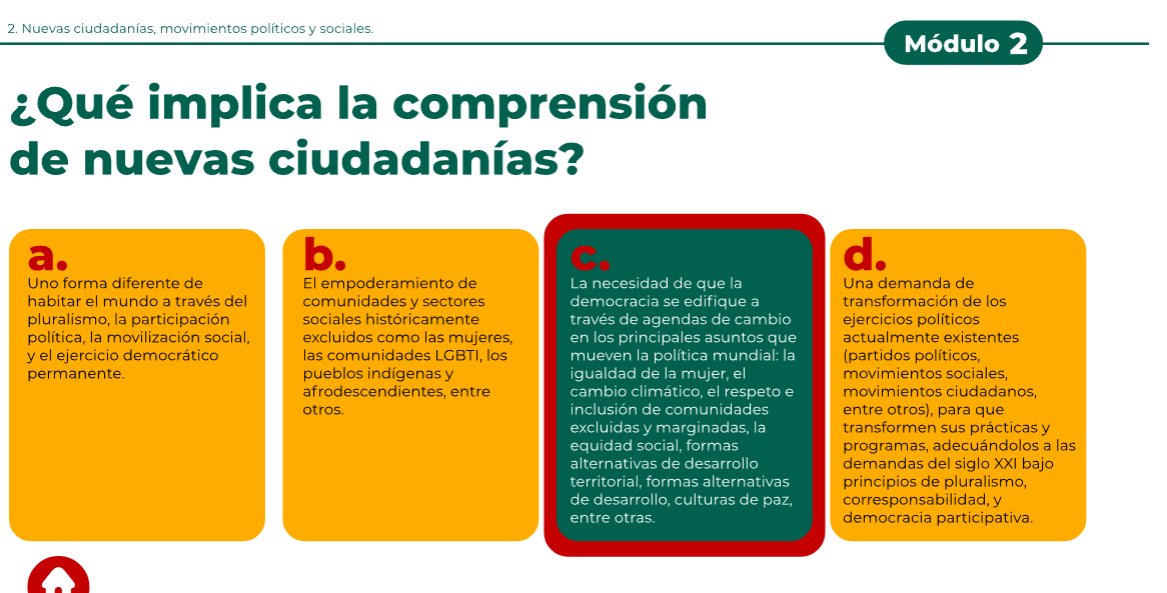 2. Nuevas ciudadanías, movimientos políticos y sociales.
Módulo 2
¿Qué implica la comprensión
de nuevas ciudadanías?
a.
Uno forma diferente de
habitar el mundo a través del
pluralismo, la participación
política, la movilización social,
y el ejercicio democrático
permanente.
b.
El empoderamiento de
comunidades y sectores
sociales históricamente
excluidos como las mujeres,
las comunidades LGBTI, los
pueblos indígenas y
afrodescendientes, entre
otros.
c.
La necesidad de que la
democracia se edifique a
través de agendas de cambio
en los principales asuntos que
mueven la política mundial: la
igualdad de la mujer, el
cambio climático, el respeto e
inclusión de comunidades
excluidas y marginadas, la
equidad social, formas
alternativas de desarrollo
territorial, formas alternativas
de desarrollo, culturas de paz,
entre otras.
d.
Una demanda de
transformación de los
ejercicios políticos
actualmente existentes
(partidos políticos,
movimientos sociales,
movimientos ciudadanos,
entre otros), para que
transformen sus prácticas y
programas, adecuándolos a las
demandas del siglo XXI bajo
principios de pluralismo,
corresponsabilidad, y
democracia participativa.